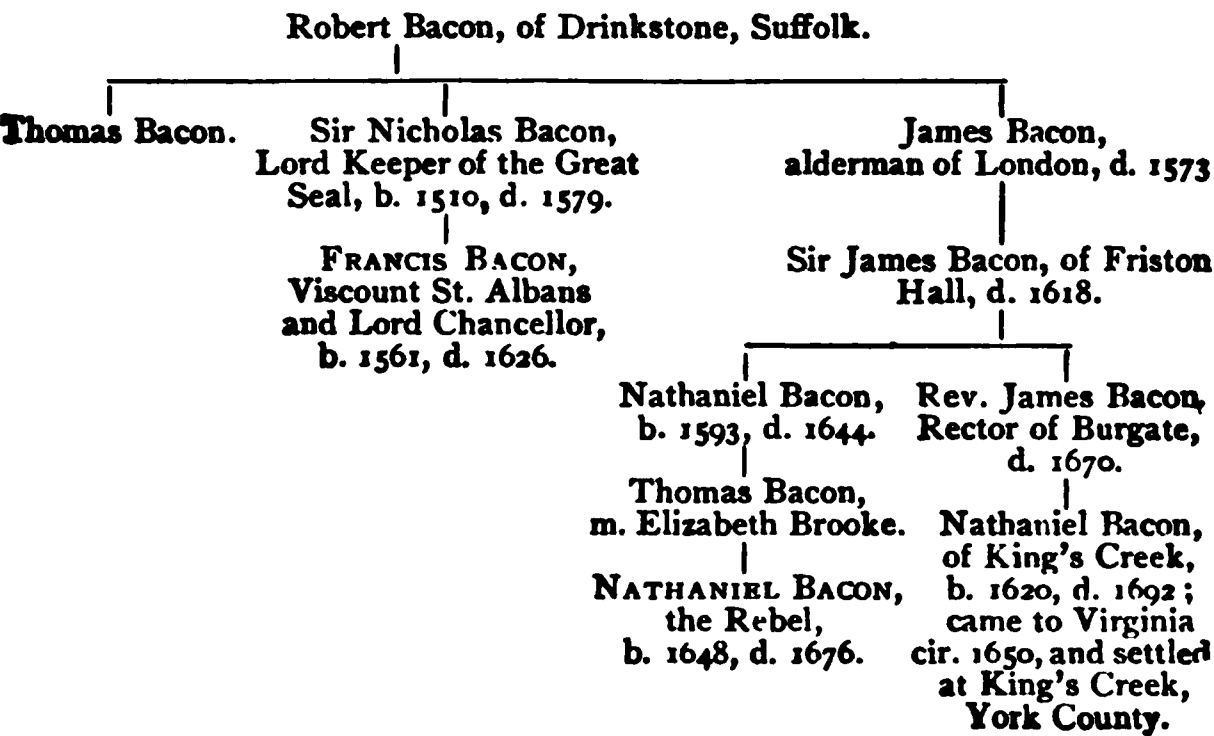 Robert Bacon, of Drinkstone, Suffolk.
Thomas Bacon.
Sir Nicholas Bacon,
Lord Keeper of the Great
Seal, b. 1510, d. 1579.
FRANCIS BACON,
Viscount St. Albans
and Lord Chancellor,
b. 1561, d. 1626.
James Bacon,
alderman of London, d. 1573
Sir James Bacon, of Friston
Hall, d. 1618.
Nathaniel Bacon,
b. 1593, d. 1644.
Thomas Bacon,
m. Elizabeth Brooke.
NATHANIEL BACON,
the Rebel,
b. 1648, d. 1676.
Rev. James Bacon,
Rector of Burgate,
d. 1670.
Nathaniel Bacon,
of King's Creek,
b. 1620, d. 1692;
came to Virginia
cir. 1650, and settled
at King's Creek,
York County.